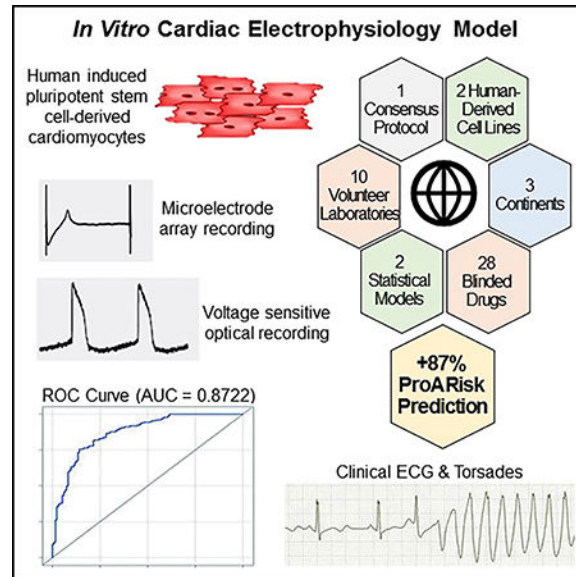 In Vitro Cardiac Electrophysiology Model
Human induced
pluripotent stem
cell-derived
cardiomyocytes
Microelectrode
array recording
Voltage sensitive
optical recording
ROC Curve (AUC = 0.8722)
1
Consensus
Protocol
2 Human-
Derived
Cell Lines
10
Volunteer
Laboratories
3
Continents
2
Statistical
Models
28
Blinded
Drugs
+87%
ProARisk
Prediction
Clinical ECG & Torsades